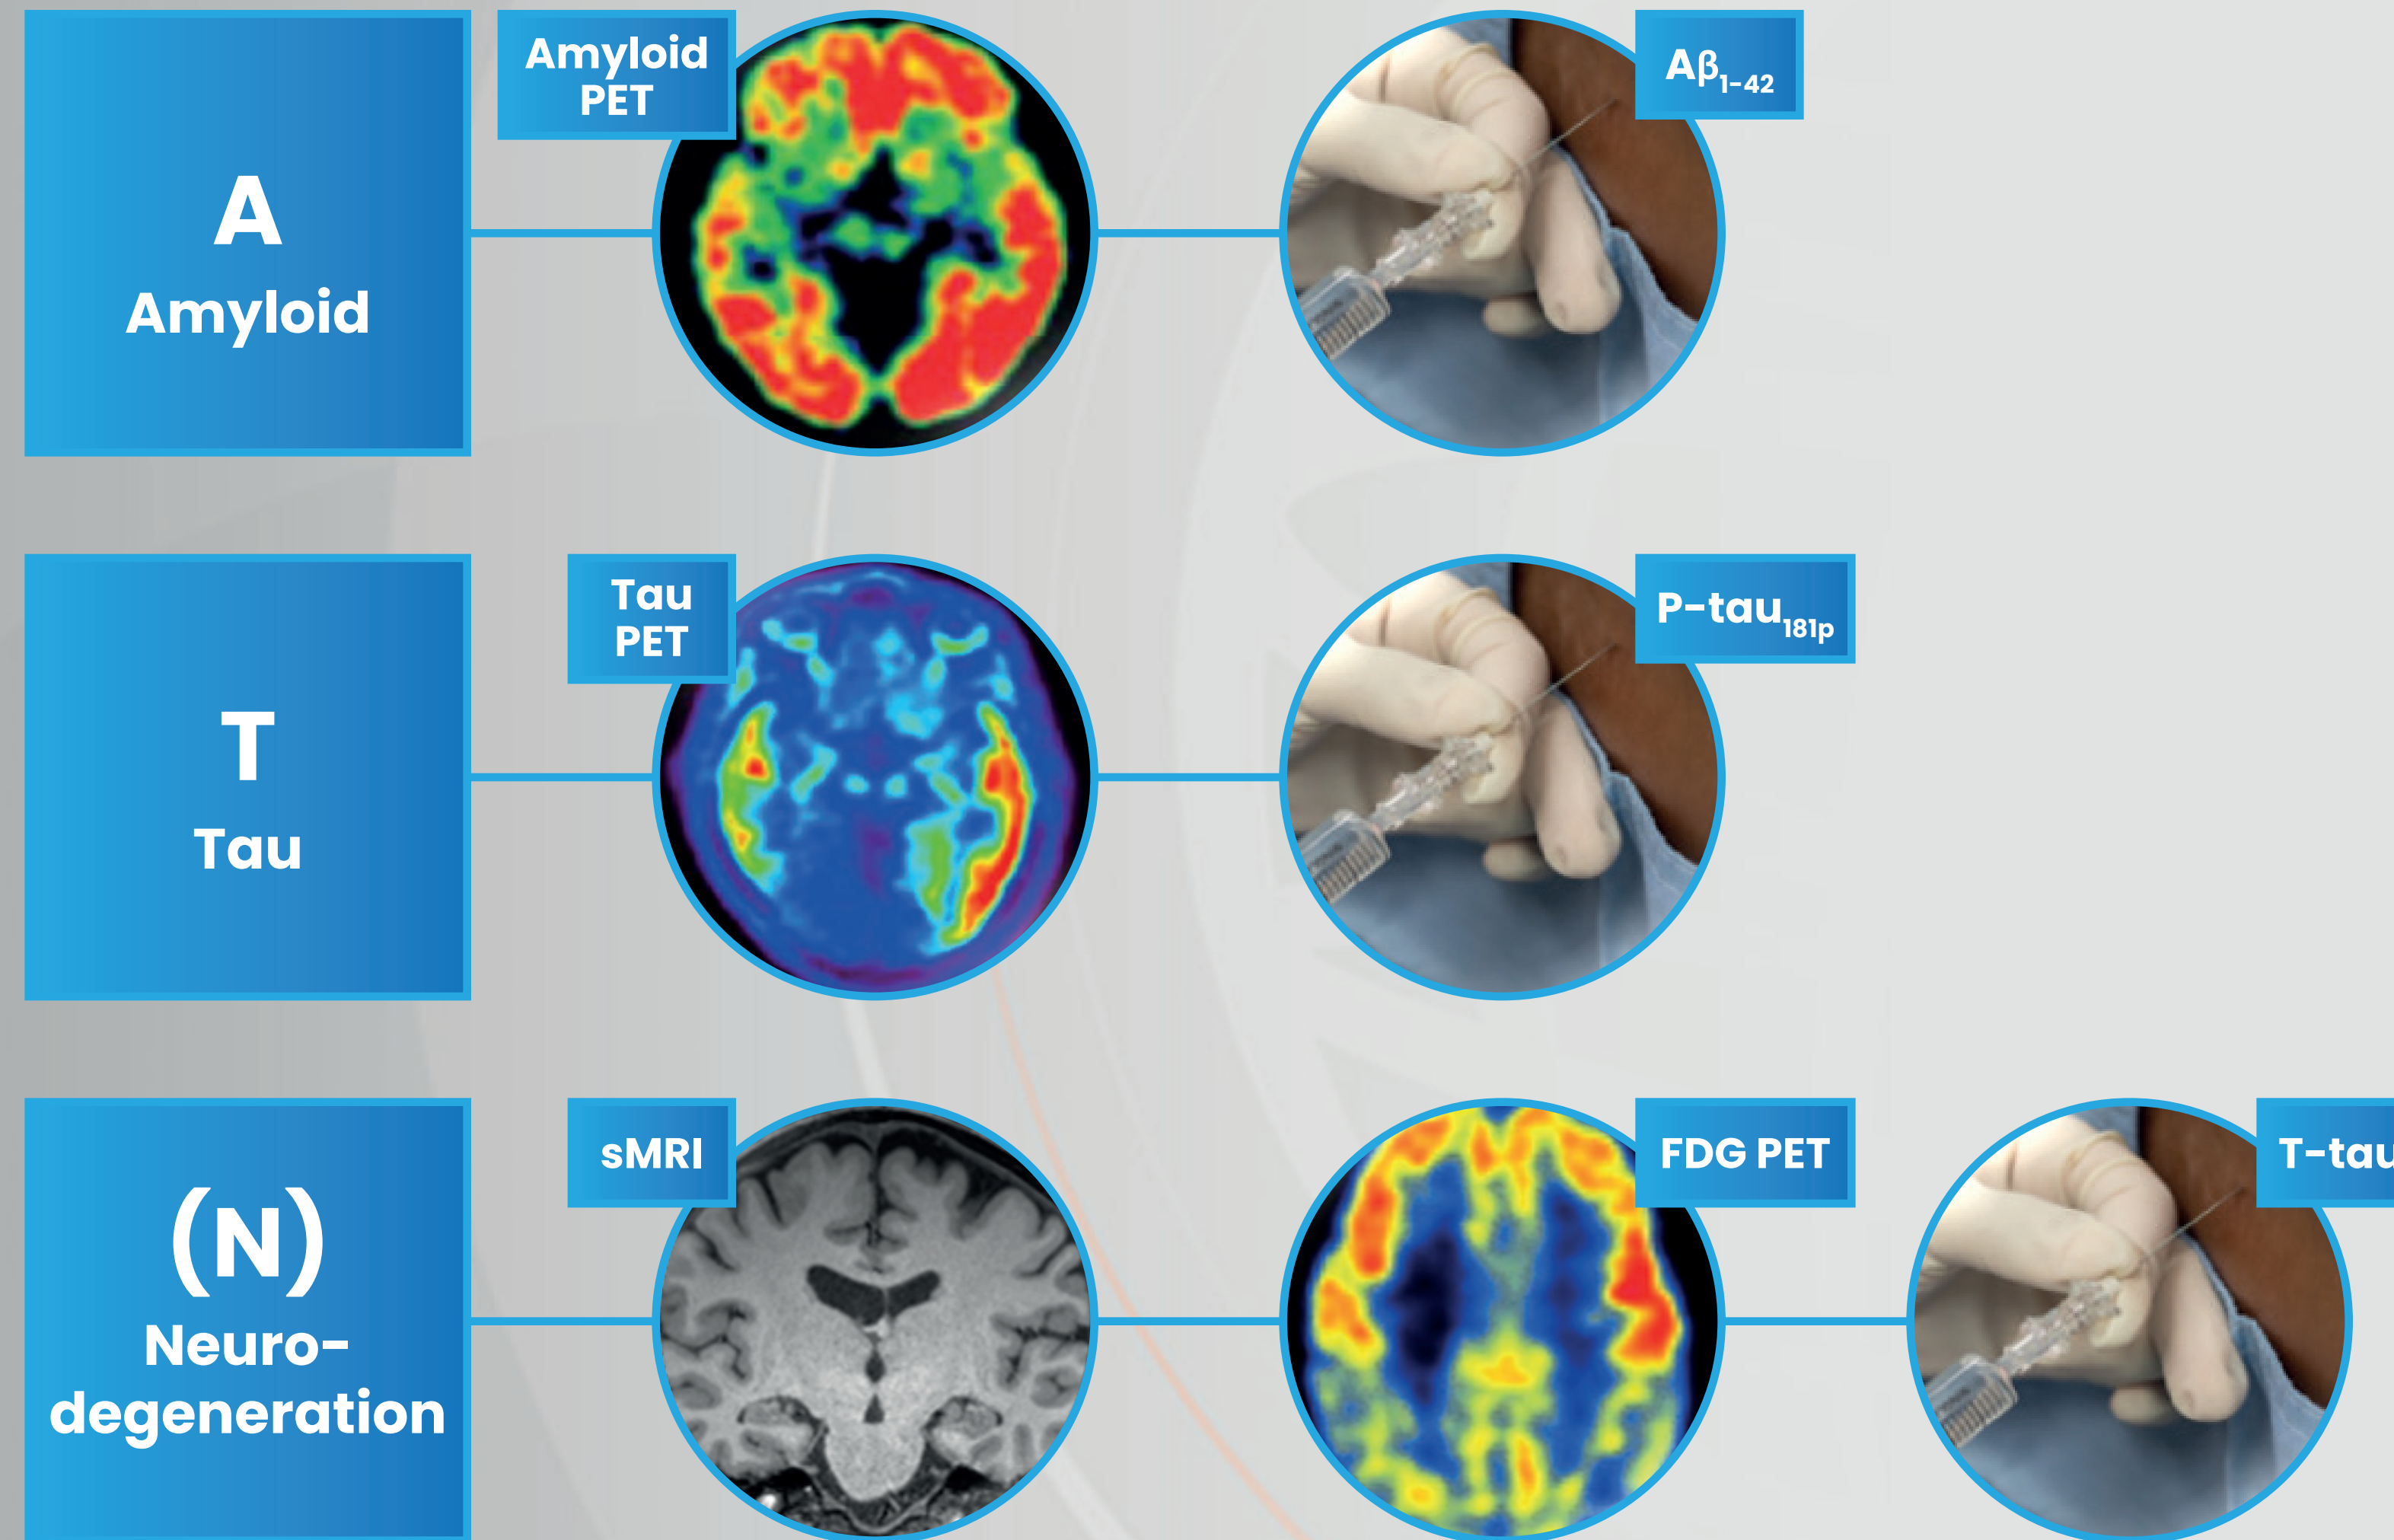 A
Amyloid
Amyloid
PET
Aβ₁₋₄₂
T
Tau
Tau
PET
P-tau₁₈₁ₚ
(N)
Neuro-
degeneration
sMRI
FDG PET
T-tau